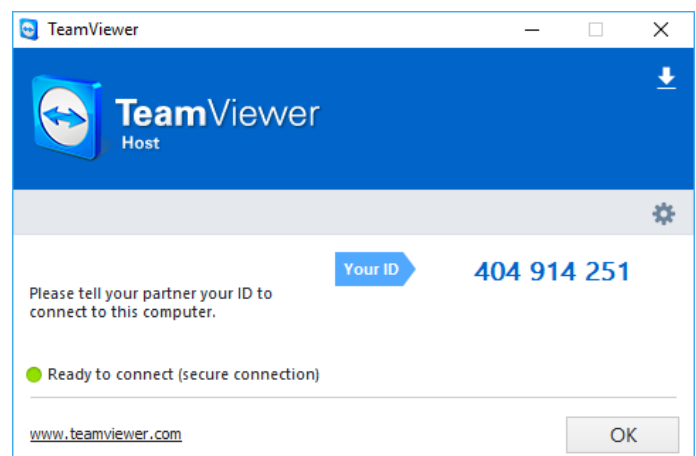 TeamViewer
TeamViewer
Host
Your ID
404 914 251
Please tell your partner your ID to
connect to this computer.
Ready to connect (secure connection)
www.teamviewer.com
OK